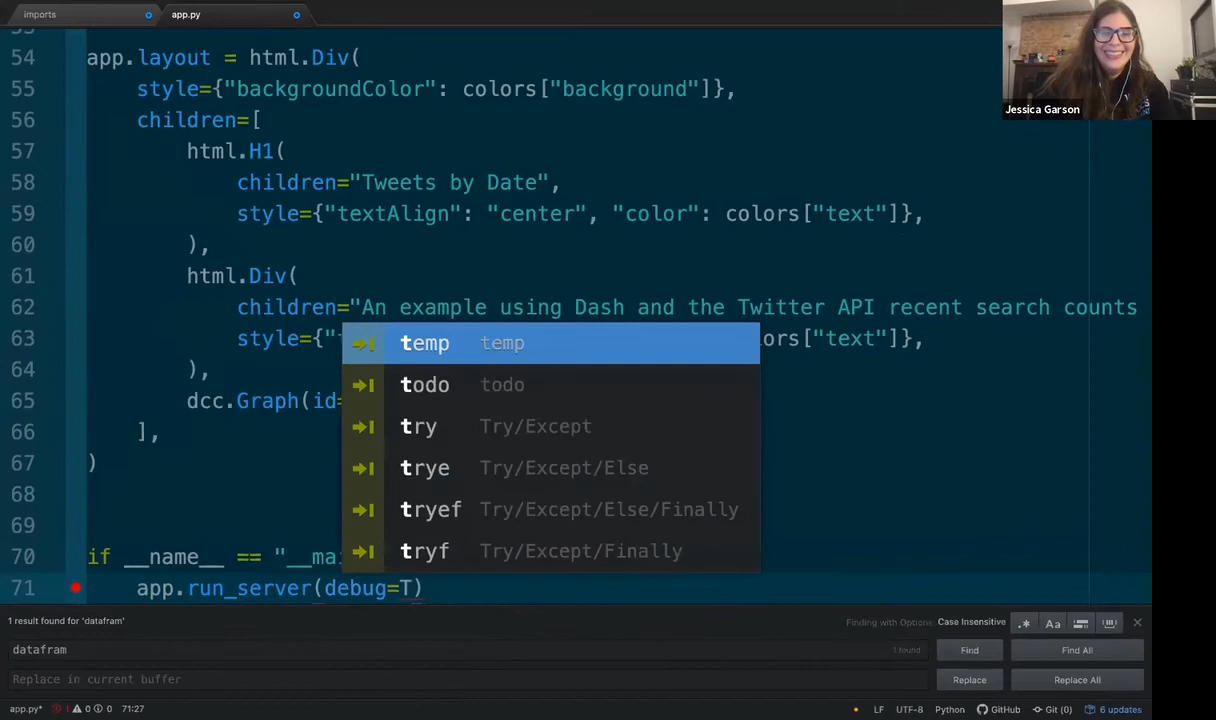 imports
app.py
54 app.layout = html.Div(
55 style={"backgroundColor": colors["background"]},
56 children=[
57 html.H1(
58 children="Tweets by Date",
59 style={"textAlign": "center", "color": colors["text"]},
60 ),
61 html.Div(
62 children="An example using Dash and the Twitter API recent search counts
63 style={"t ors["text"]},
64 ),
65 dcc.Graph(id=
66 ],
67 )
68
69
70 if __name__ == "__mai
71 app.run_server(debug=T)
temp temp
todo todo
try Try/Except
trye Try/Except/Else
tryef Try/Except/Else/Finally
tryf Try/Except/Finally
Jessica Garson
1 result found for 'datafram'
Finding with Options: Case Insensitive
.* Aa
datafram
1 found
Find
Find All
Replace in current buffer
Replace
Replace All
app.py* 1 0 0 71:27
LF UTF-8 Python GitHub Git (0) 6 updates